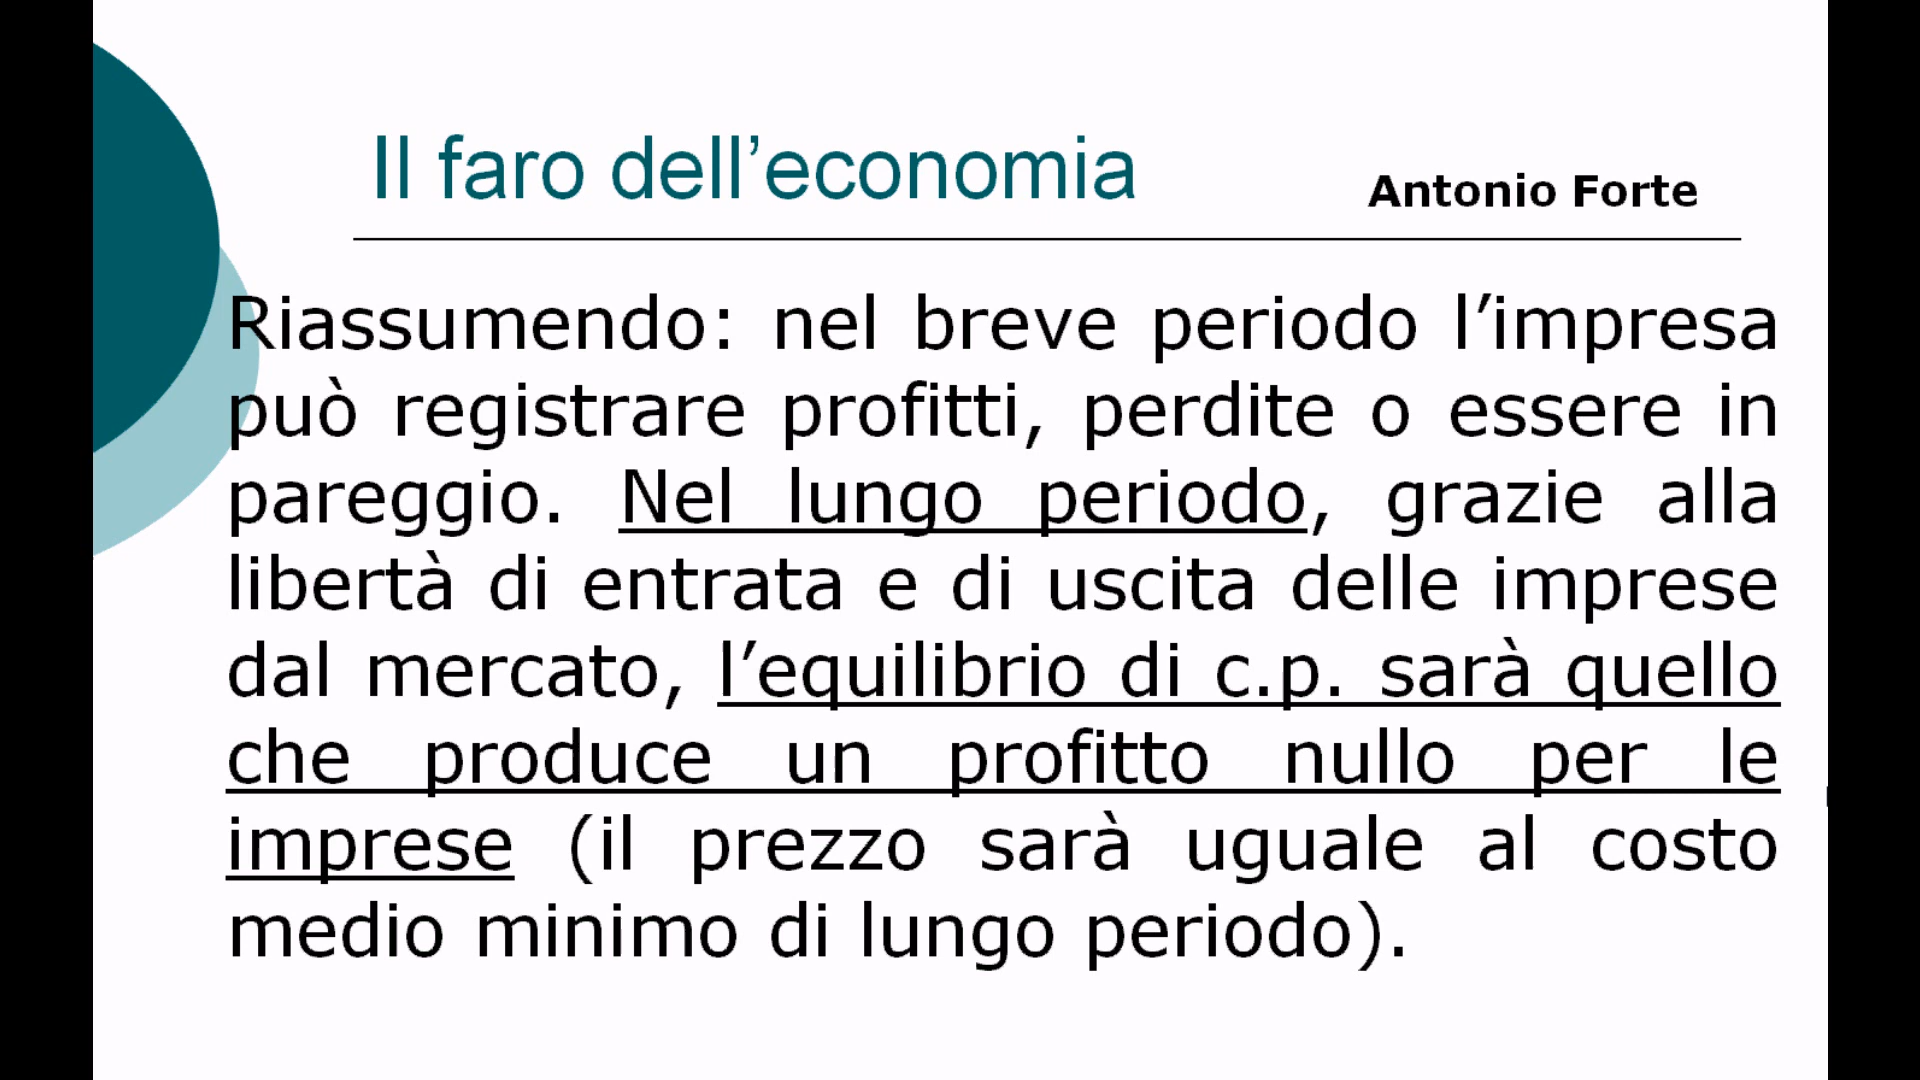 Il faro dell’economia
Antonio Forte
Riassumendo: nel breve periodo l’impresa
può registrare profitti, perdite o essere in
pareggio. Nel lungo periodo, grazie alla
libertà di entrata e di uscita delle imprese
dal mercato, l’equilibrio di c.p. sarà quello
che produce un profitto nullo per le
imprese (il prezzo sarà uguale al costo
medio minimo di lungo periodo).